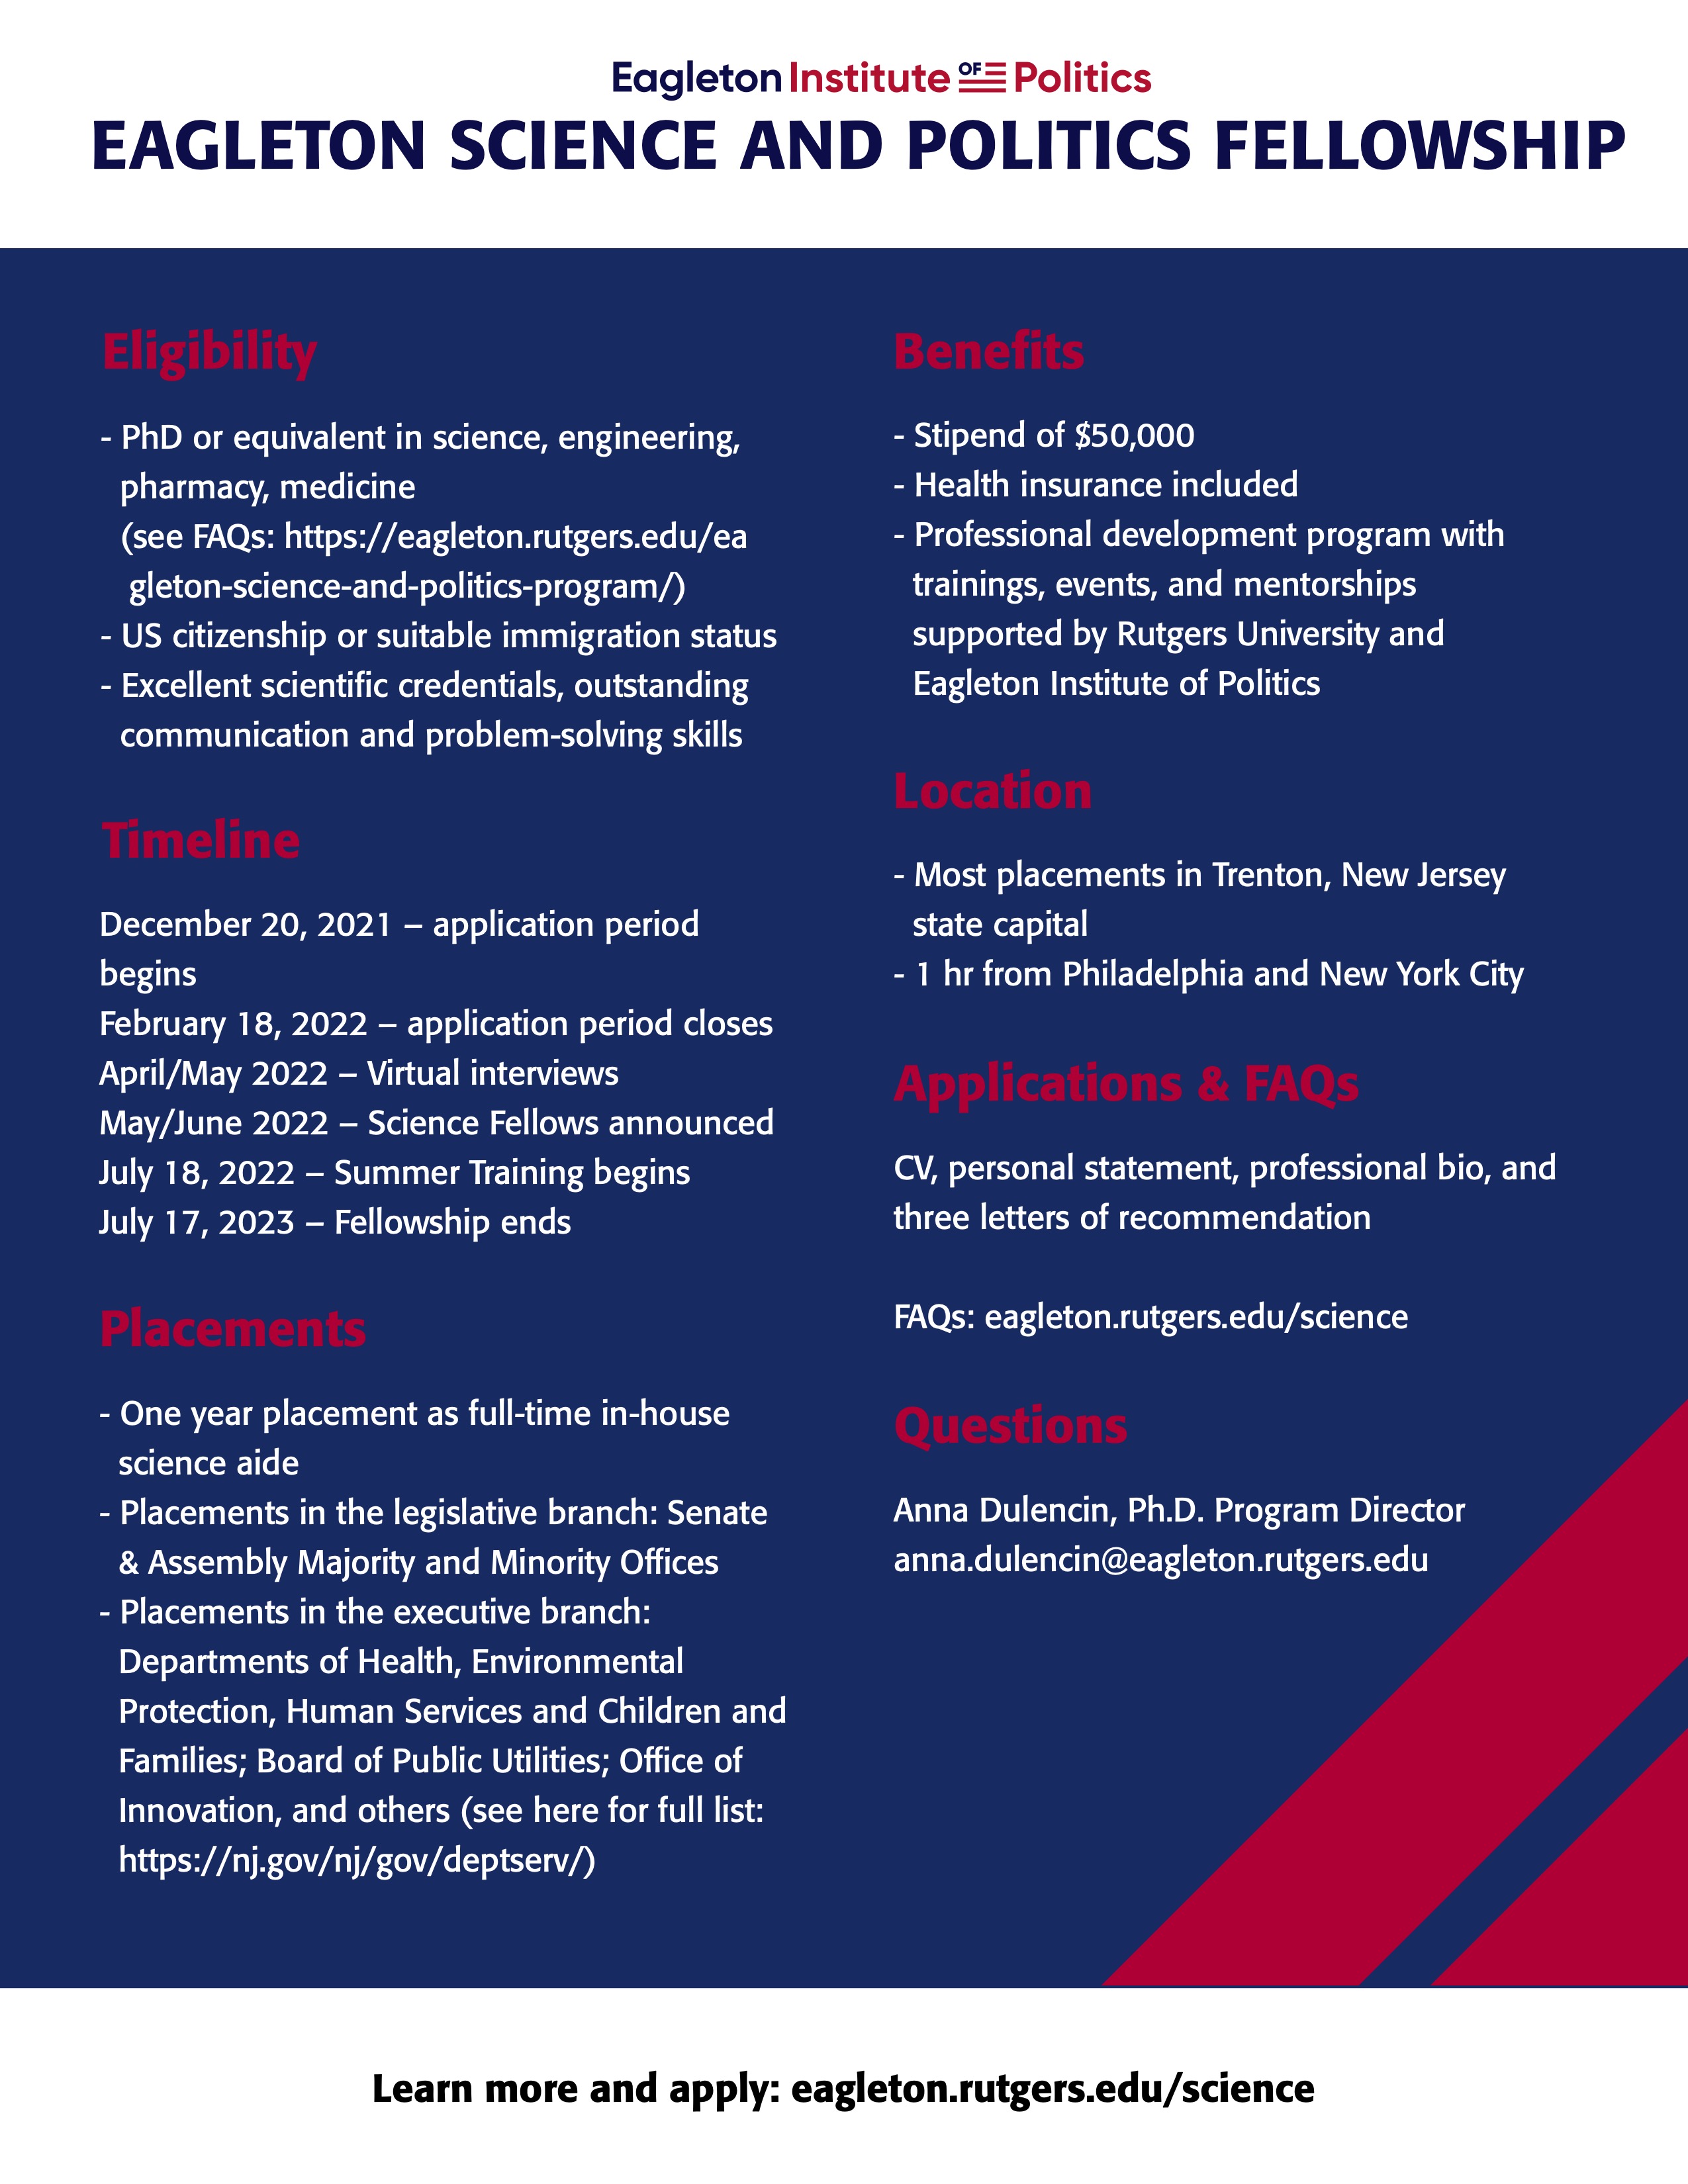 Eagleton Institute OF Politics
EAGLETON SCIENCE AND POLITICS FELLOWSHIP
Eligibility
- PhD or equivalent in science, engineering,
pharmacy, medicine
(see FAQs: https://eagleton.rutgers.edu/ea
gleton-science-and-politics-program/)
- US citizenship or suitable immigration status
- Excellent scientific credentials, outstanding
communication and problem-solving skills
Timeline
December 20, 2021 – application period
begins
February 18, 2022 – application period closes
April/May 2022 – Virtual interviews
May/June 2022 – Science Fellows announced
July 18, 2022 – Summer Training begins
July 17, 2023 – Fellowship ends
Placements
- One year placement as full-time in-house
science aide
- Placements in the legislative branch: Senate
& Assembly Majority and Minority Offices
- Placements in the executive branch:
Departments of Health, Environmental
Protection, Human Services and Children and
Families; Board of Public Utilities; Office of
Innovation, and others (see here for full list:
https://nj.gov/nj/gov/deptserv/)
Benefits
- Stipend of $50,000
- Health insurance included
- Professional development program with
trainings, events, and mentorships
supported by Rutgers University and
Eagleton Institute of Politics
Location
- Most placements in Trenton, New Jersey
state capital
- 1 hr from Philadelphia and New York City
Applications & FAQs
CV, personal statement, professional bio, and
three letters of recommendation
FAQs: eagleton.rutgers.edu/science
Questions
Anna Dulencin, Ph.D. Program Director
anna.dulencin@eagleton.rutgers.edu
Learn more and apply: eagleton.rutgers.edu/science